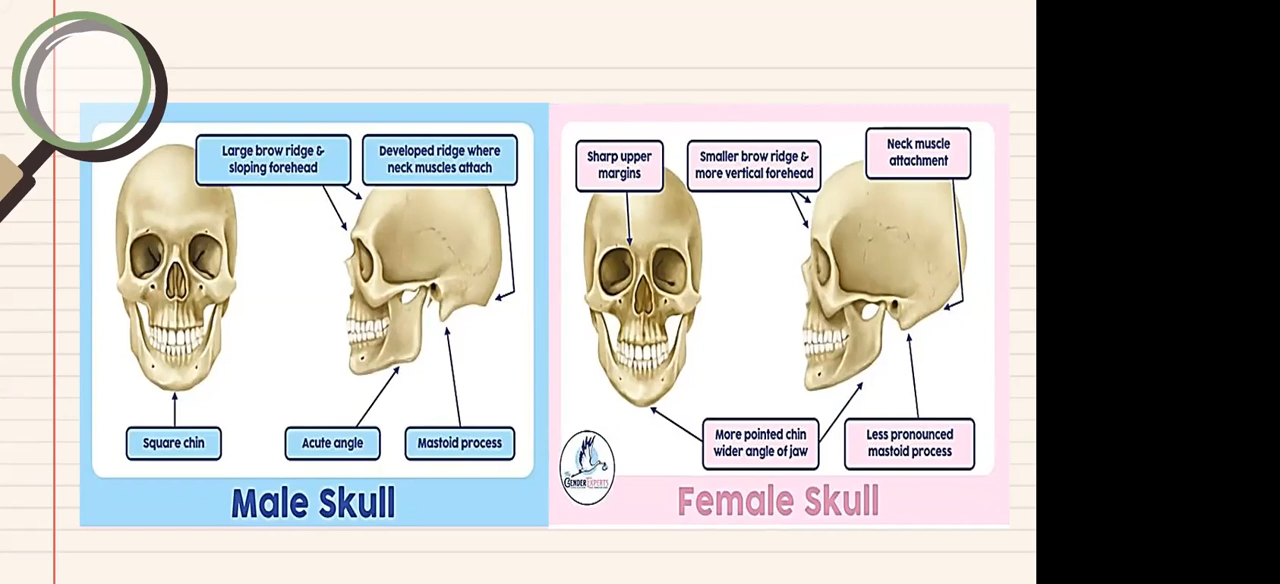 Large brow ridge &
sloping forehead
Developed ridge where
neck muscles attach
Square chin
Acute angle
Mastoid process
Male Skull
Sharp upper
margins
Smaller brow ridge &
more vertical forehead
Neck muscle
attachment
More pointed chin
wider angle of jaw
Less pronounced
mastoid process
GENDEREXPERTS
Female Skull